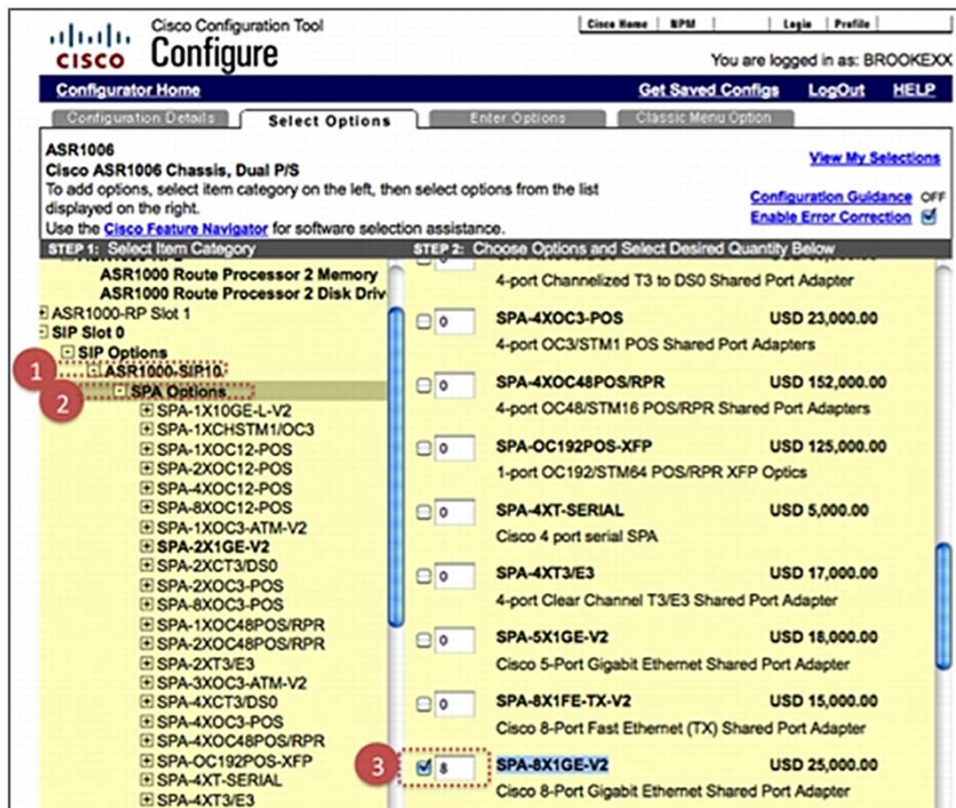 Cisco Configuration Tool
Cisco Home NPM Login Profile
CISCO
Configure
You are logged in as: BROOKEXX
Configurator Home Get Saved Configs LogOut HELP
Configuration Details Select Options Enter Options Classic Menu Option
ASR1006
Cisco ASR1006 Chassis, Dual P/S
View My Selections
To add options, select item category on the left, then select options from the list
displayed on the right.
Configuration Guidance OFF
Use the Cisco Feature Navigator for software selection assistance.
Enable Error Correction
STEP 1: Select Item Category
ASR1000 Route Processor 2 Memory
ASR1000 Route Processor 2 Disk Driv
ASR1000-RP Slot 1
SIP Slot 0
SIP Options
1 ASR1000-SIP10
2 SPA Options
SPA-1X10GE-L-V2
SPA-1XCHSTM1/OC3
SPA-1XOC12-POS
SPA-2XOC12-POS
SPA-4XOC12-POS
SPA-8XOC12-POS
SPA-1XOC3-ATM-V2
SPA-2X1GE-V2
SPA-2XCT3/DS0
SPA-2XOC3-POS
SPA-8XOC3-POS
SPA-1XOC48POS/RPR
SPA-2XOC48POS/RPR
SPA-2XT3/E3
SPA-3XOC3-ATM-V2
SPA-4XCT3/DS0
SPA-4XOC3-POS
SPA-4XOC48POS/RPR
SPA-OC192POS-XFP
SPA-4XT-SERIAL
SPA-4XT3/E3
STEP 2: Choose Options and Select Desired Quantity Below
4-port Channelized T3 to DS0 Shared Port Adapter
0 SPA-4XOC3-POS USD 23,000.00
4-port OC3/STM1 POS Shared Port Adapters
0 SPA-4XOC48POS/RPR USD 152,000.00
4-port OC48/STM16 POS/RPR Shared Port Adapters
0 SPA-OC192POS-XFP USD 125,000.00
1-port OC192/STM64 POS/RPR XFP Optics
0 SPA-4XT-SERIAL USD 5,000.00
Cisco 4 port serial SPA
0 SPA-4XT3/E3 USD 17,000.00
4-port Clear Channel T3/E3 Shared Port Adapter
0 SPA-5X1GE-V2 USD 18,000.00
Cisco 5-Port Gigabit Ethernet Shared Port Adapter
0 SPA-8X1FE-TX-V2 USD 15,000.00
Cisco 8-Port Fast Ethernet (TX) Shared Port Adapter
3 8 SPA-8X1GE-V2 USD 25,000.00
Cisco 8-Port Gigabit Ethernet Shared Port Adapter